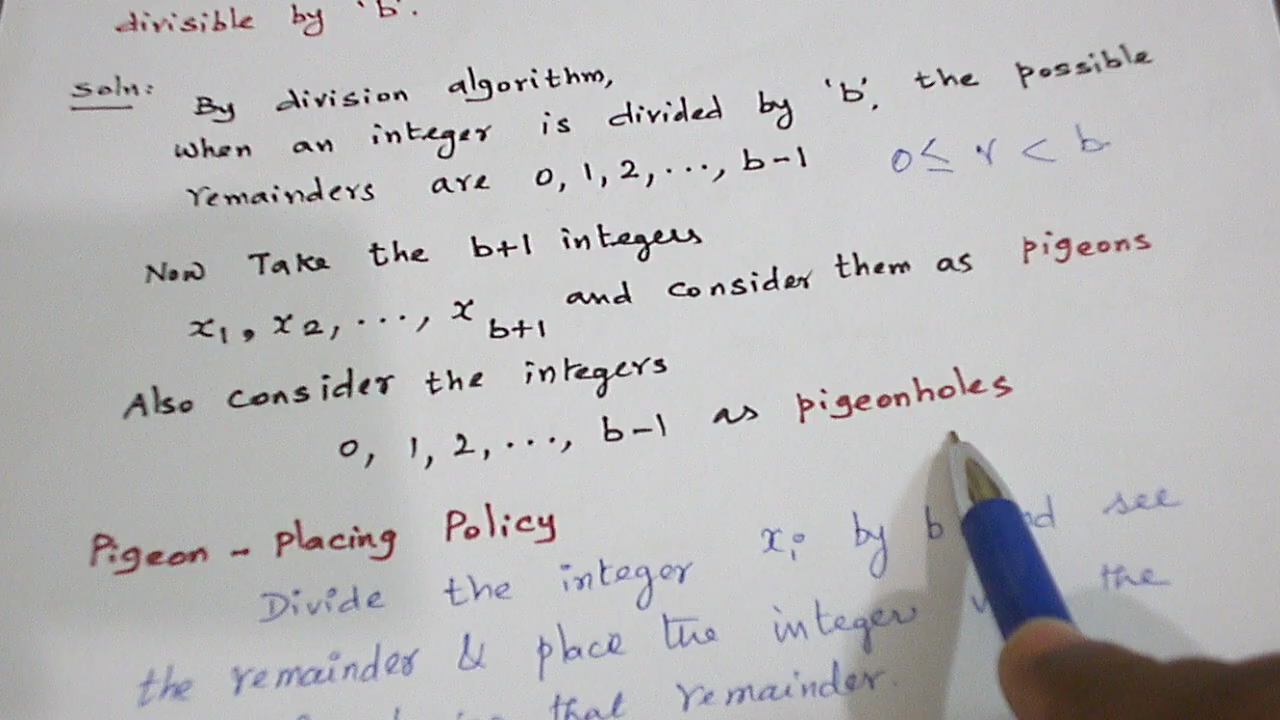 divisible by 'b'.
Soln: By division algorithm,
when an integer is divided by 'b', the possible
remainders are 0, 1, 2, ..., b-1 0 ≤ r < b
Now Take the b+1 integers
x₁, x₂, ..., x_{b+1} and consider them as pigeons
Also consider the integers
0, 1, 2, ..., b-1 as pigeonholes
Pigeon - Placing Policy
Divide the integer xᵢ by b and see
the remainder & place the integer the
that remainder.